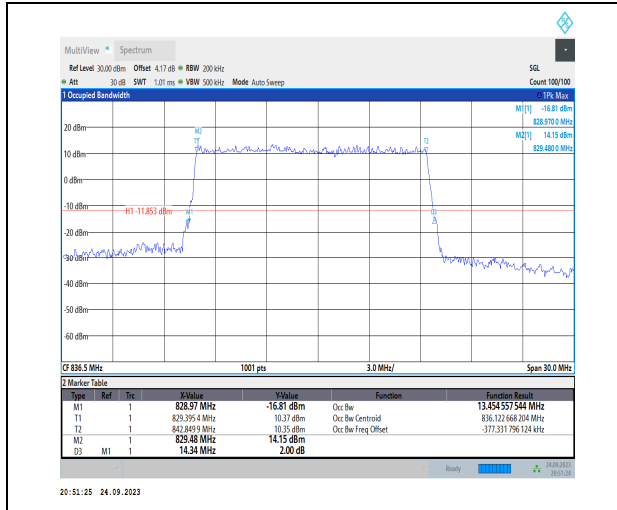 MultiView Spectrum
Ref Level 30.00 dBm Offset 4.17 dB RBW 200 kHz SGL
Att 30 dB SWT 1.01 ms VBW 500 kHz Mode Auto Sweep Count 100/100
1 Occupied Bandwidth 1Pk Max
M1[1] -16.81 dBm
828.970 0 MHz
M2[1] 14.15 dBm
829.480 0 MHz
20 dBm
M2
T1
T2
10 dBm
0 dBm
-10 dBm
H1 -11.853 dBm
M1
D3
-20 dBm
-30 dBm
-40 dBm
-50 dBm
-60 dBm
CF 836.5 MHz 1001 pts 3.0 MHz/ Span 30.0 MHz
2 Marker Table
Type Ref Trc X-Value Y-Value Function Function Result
M1 1 828.97 MHz -16.81 dBm Occ Bw 13.454 557 544 MHz
T1 1 829.395 4 MHz 10.37 dBm Occ Bw Centroid 836.122 668 204 MHz
T2 1 842.849 9 MHz 10.35 dBm Occ Bw Freq Offset -377.331 796 124 kHz
M2 1 829.48 MHz 14.15 dBm
D3 M1 1 14.34 MHz 2.00 dB
Ready 24.09.2023
20:51:24
20:51:25 24.09.2023